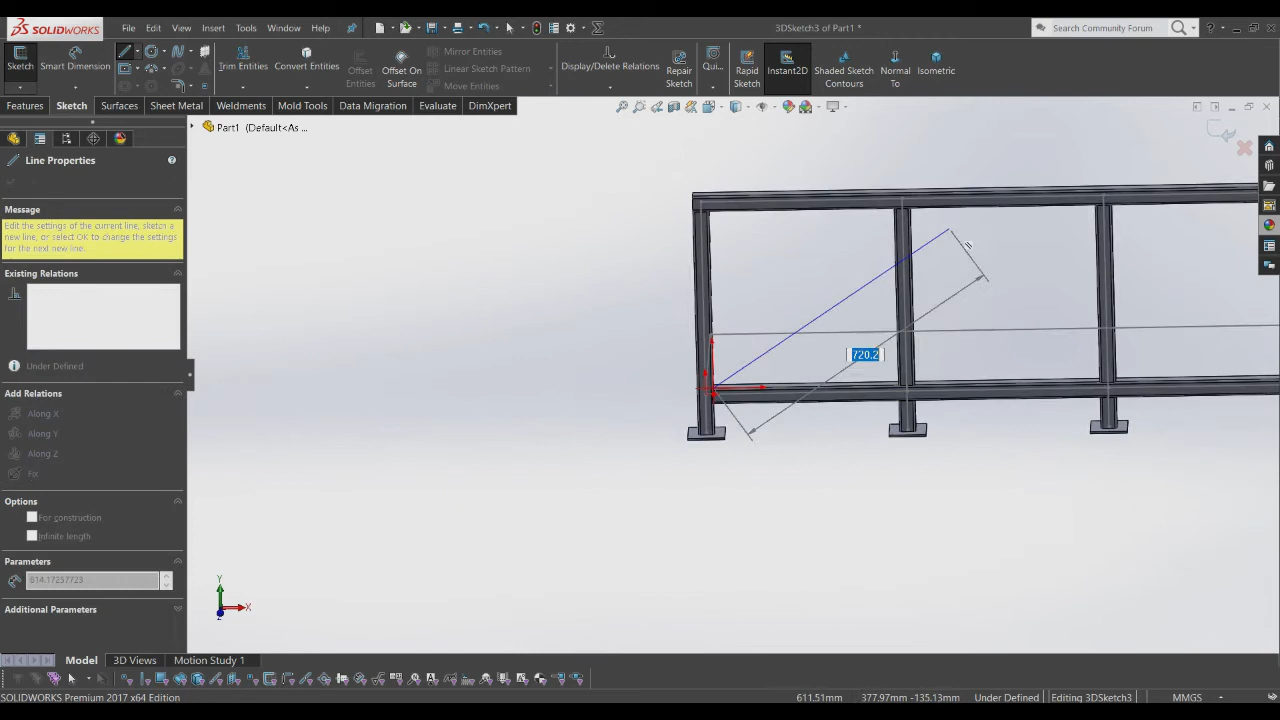 SOLIDWORKS
File Edit View Insert Tools Window Help
3DSketch3 of Part1 *
Search Community Forum
Sketch
Smart Dimension
Trim Entities
Convert Entities
Offset Entities
Offset On Surface
Mirror Entities
Linear Sketch Pattern
Move Entities
Display/Delete Relations
Repair Sketch
Qui...
Rapid Sketch
Instant2D
Shaded Sketch Contours
Normal To
Isometric
Features Sketch Surfaces Sheet Metal Weldments Mold Tools Data Migration Evaluate DimXpert
Part1 (Default<As ...
Line Properties
Message
Edit the settings of the current line, sketch a
new line, or select OK to change the settings
for the next new line.
Existing Relations
Under Defined
Add Relations
Along X
Along Y
Along Z
Fix
Options
For construction
Infinite length
Parameters
614.17257723
Additional Parameters
720.2
Y
X
Z
Model 3D Views Motion Study 1
SOLIDWORKS Premium 2017 x64 Edition
611.51mm 377.97mm -135.13mm Under Defined Editing 3DSketch3 MMGS